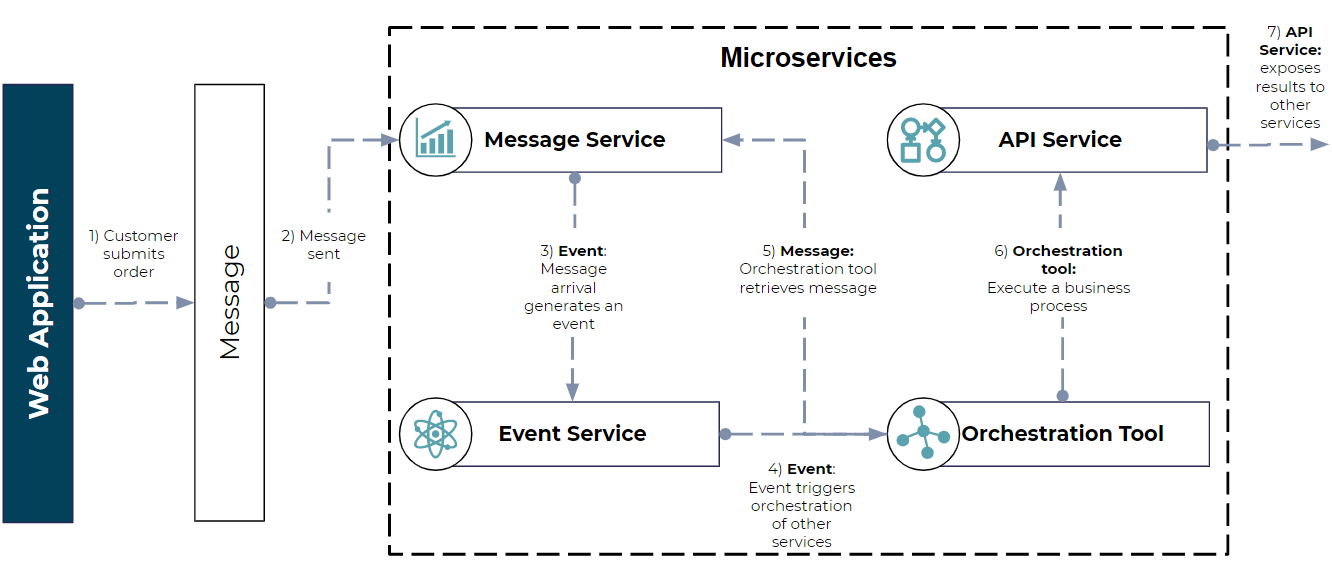 Microservices
Web Application
1) Customer
submits
order
Message
2) Message
sent
Message Service
3) Event:
Message
arrival
generates an
event
Event Service
4) Event:
Event triggers
orchestration
of other
services
5) Message:
Orchestration tool
retrieves message
Orchestration Tool
6) Orchestration
tool:
Execute a business
process
API Service
7) API
Service:
exposes
results to
other
services